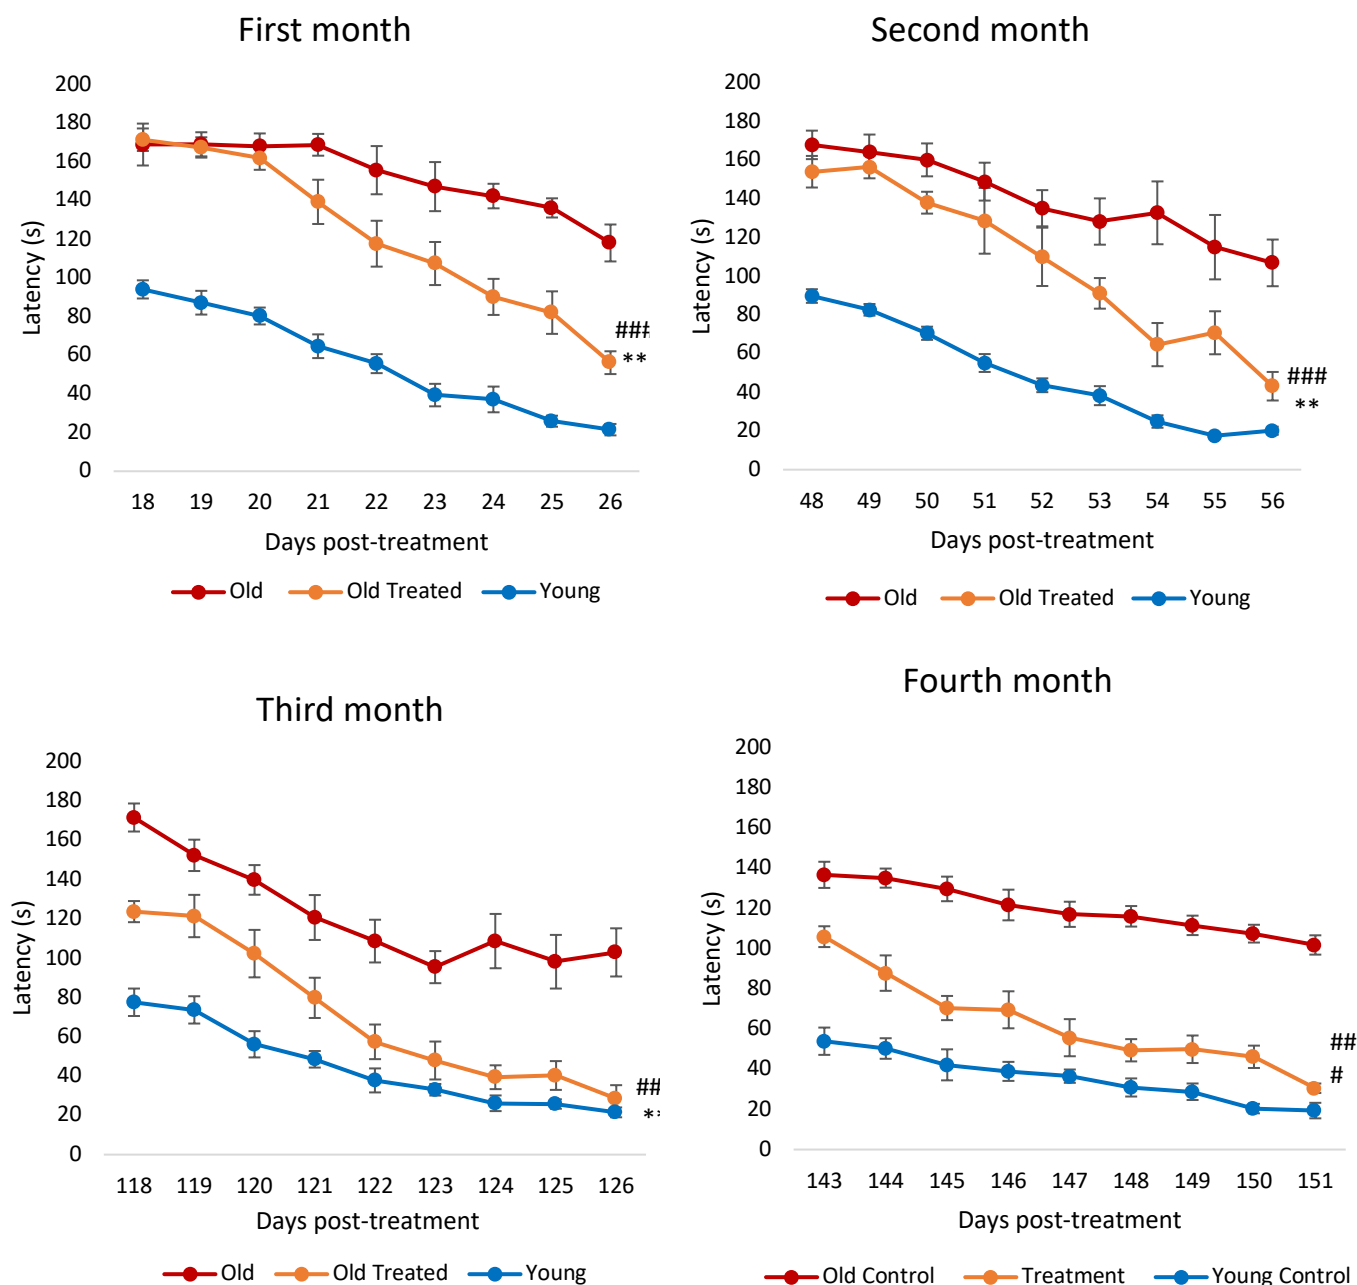 First month
200
180
160
140
120
100
80
60
40
20
0
Latency (s)
###
**
18 19 20 21 22 23 24 25 26
Days post-treatment
Old Old Treated Young
Second month
200
180
160
140
120
100
80
60
40
20
0
Latency (s)
###
**
48 49 50 51 52 53 54 55 56
Days post-treatment
Old Old Treated Young
Third month
200
180
160
140
120
100
80
60
40
20
0
Latency (s)
##
**
118 119 120 121 122 123 124 125 126
Days post-treatment
Old Old Treated Young
Fourth month
200
180
160
140
120
100
80
60
40
20
0
Latency (s)
##
#
143 144 145 146 147 148 149 150 151
Days post-treatment
Old Control Treatment Young Control